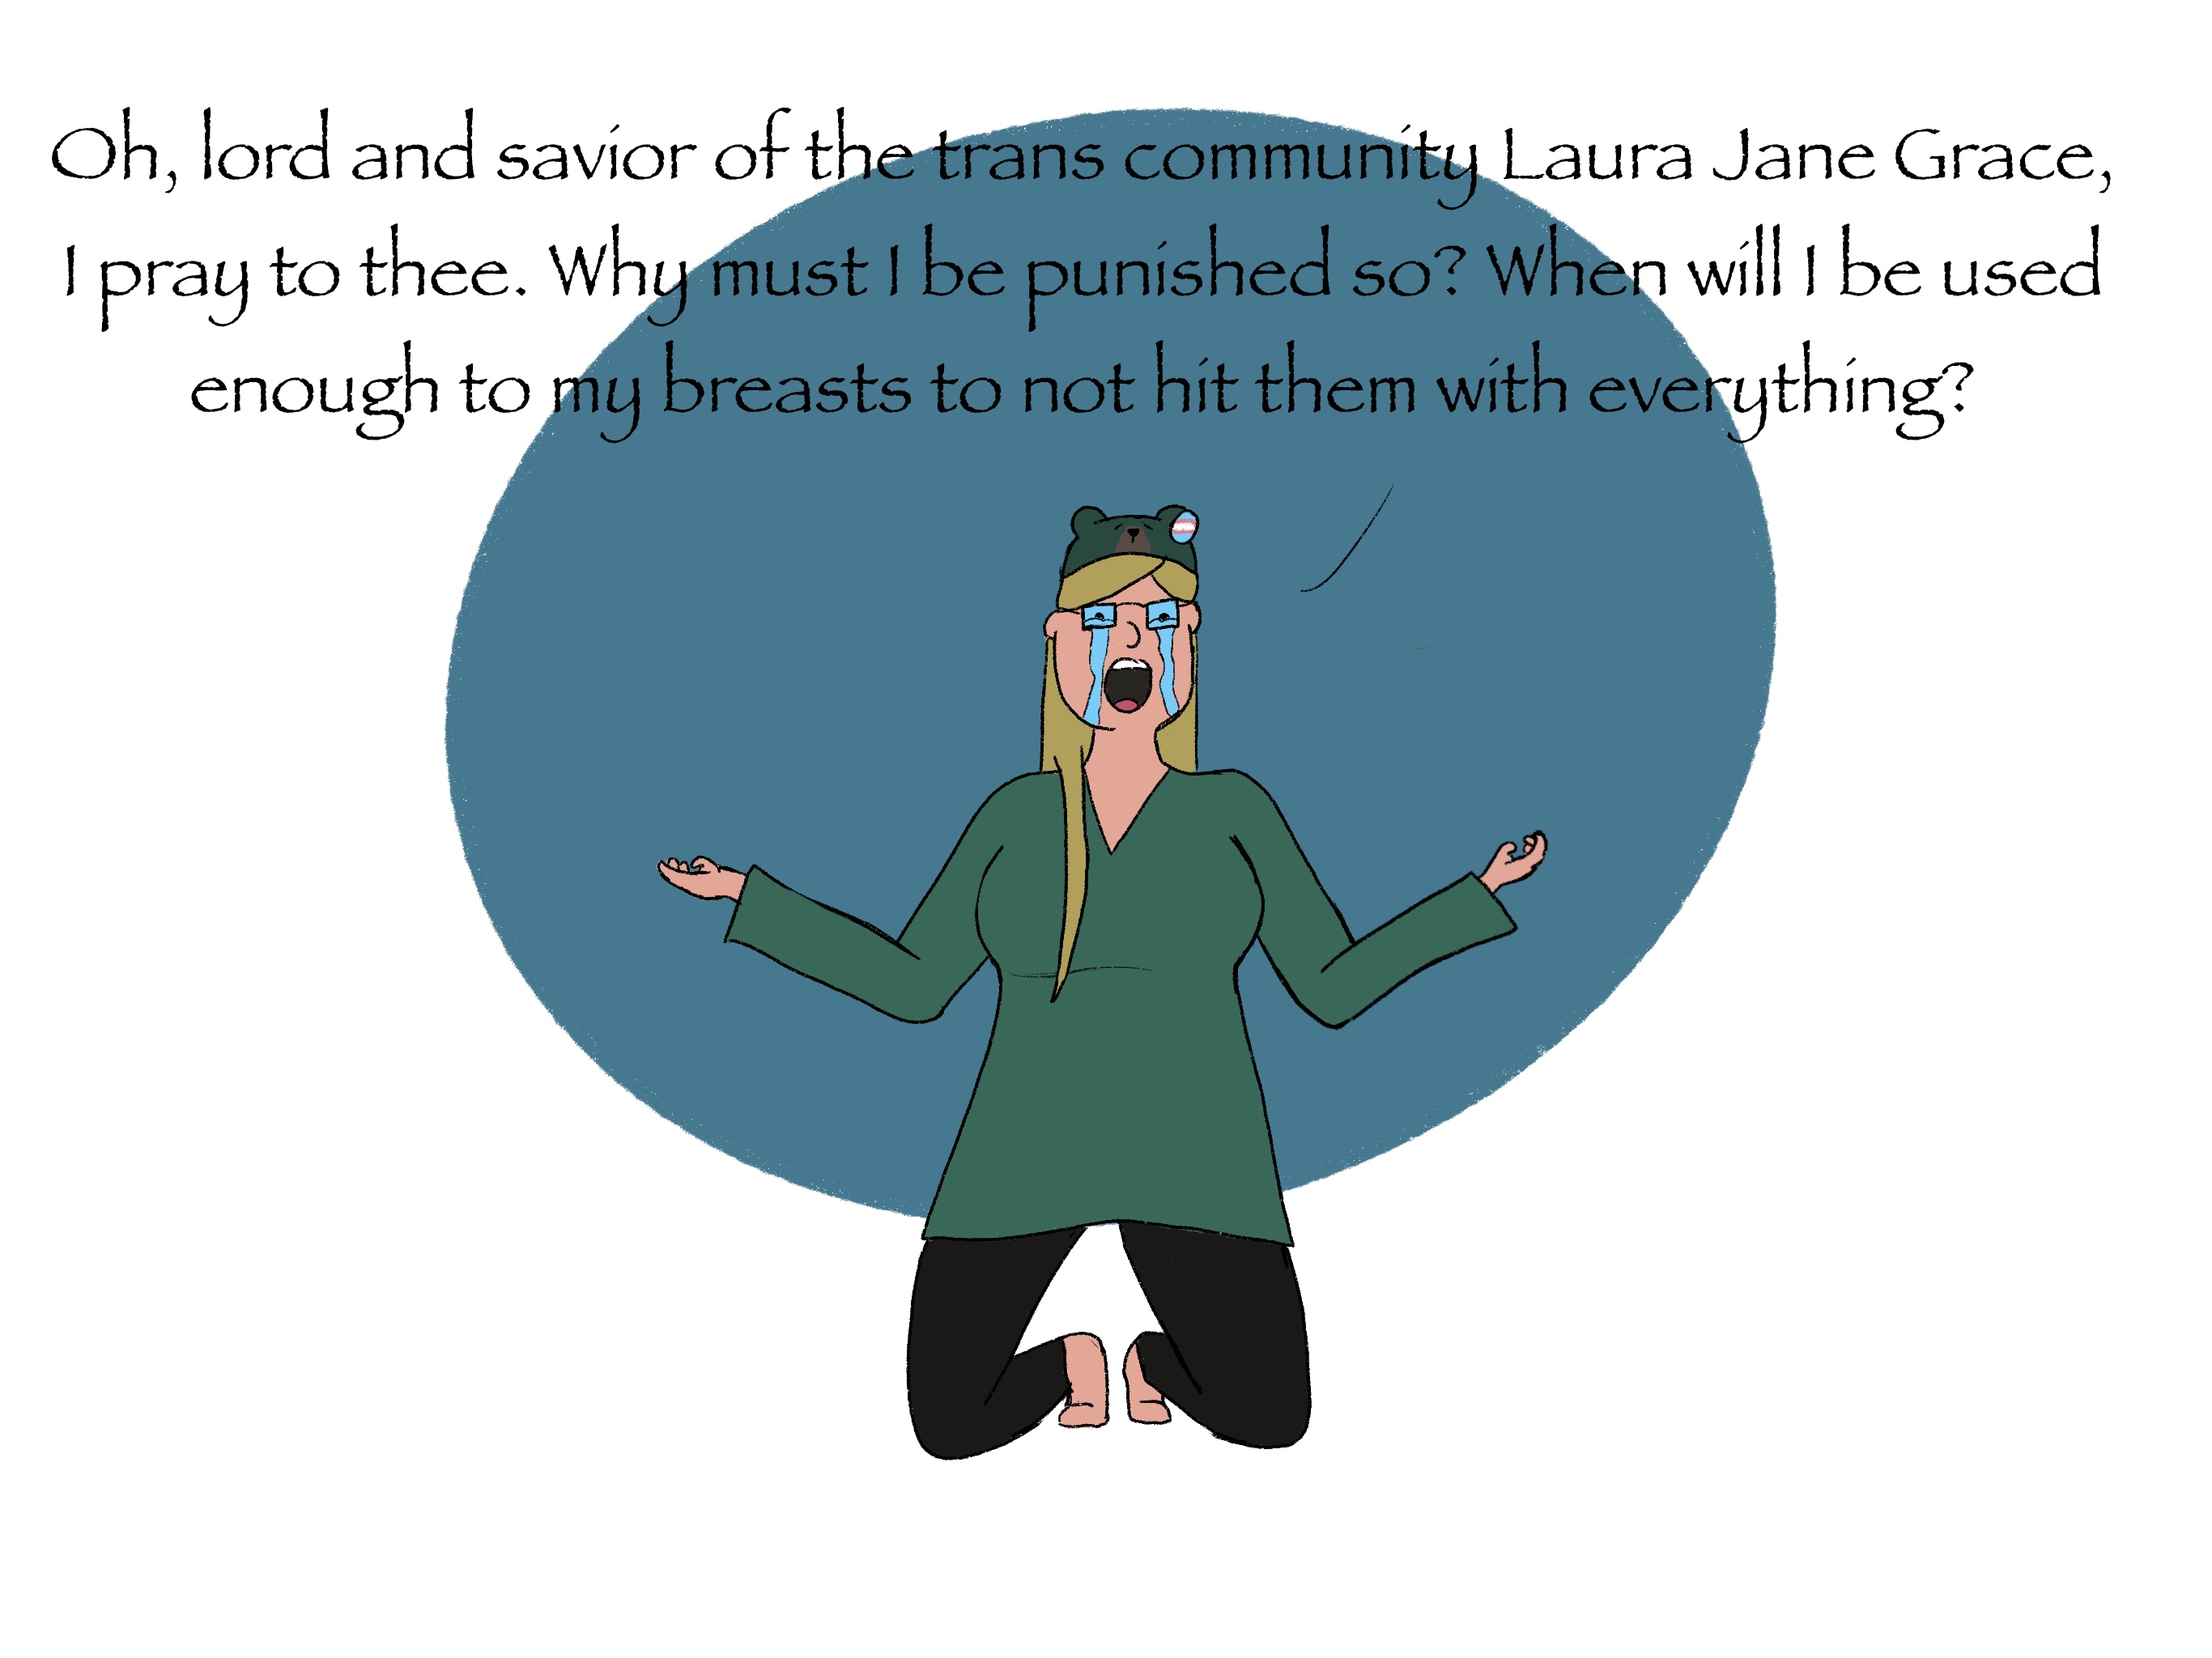 Oh, lord and savior of the trans community Laura Jane Grace,
I pray to thee. Why must I be punished so? When will I be used
enough to my breasts to not hit them with everything?